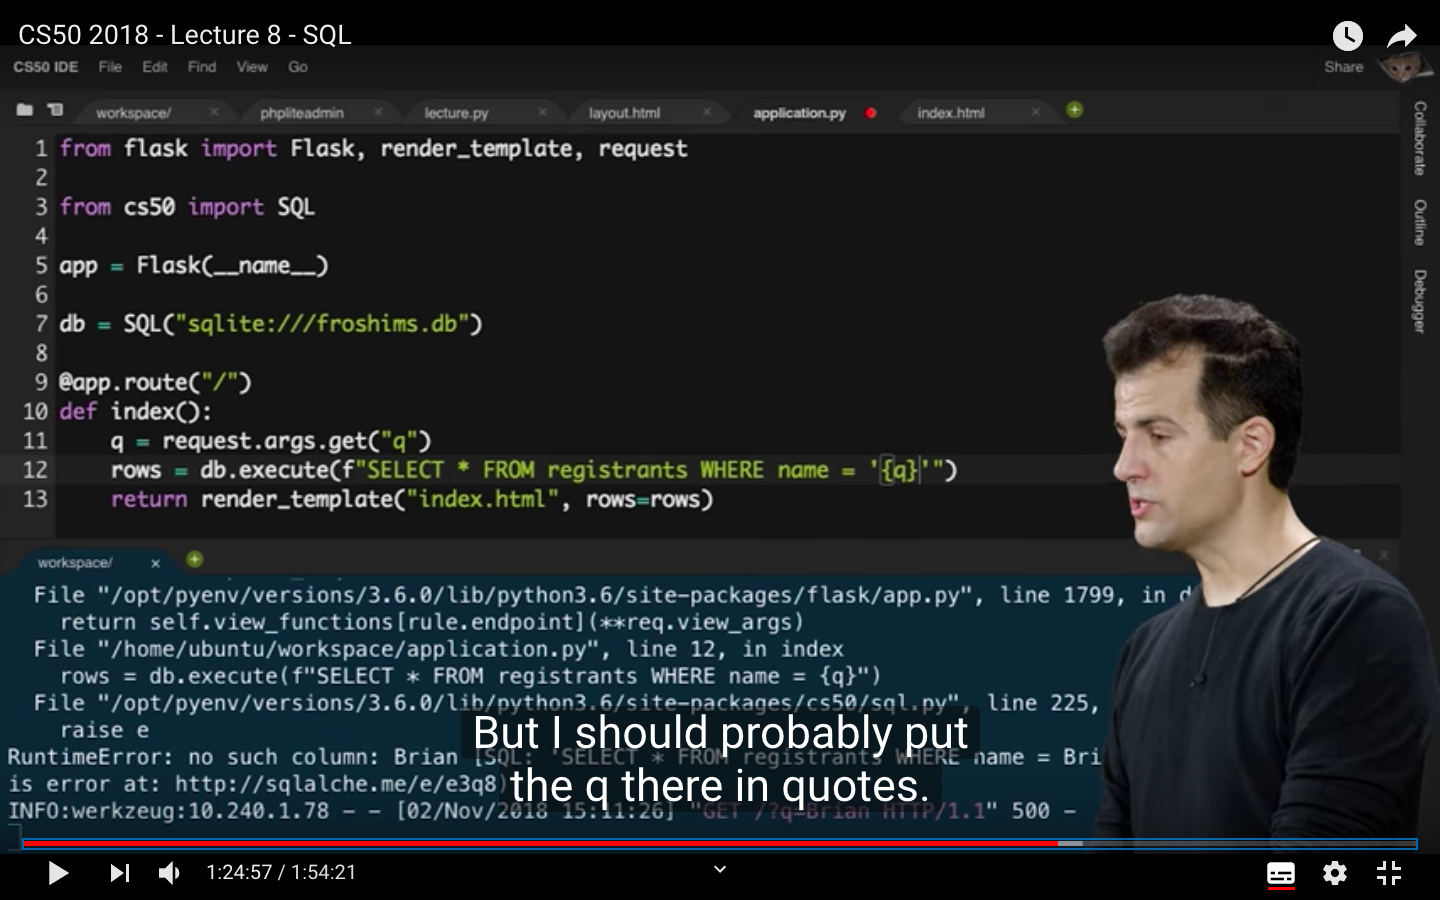 CS50 2018 - Lecture 8 - SQL
CS50 IDE File Edit Find View Go Share
workspace/ phpliteadmin lecture.py layout.html application.py index.html
Collaborate
Outline
Debugger
1 from flask import Flask, render_template, request
2
3 from cs50 import SQL
4
5 app = Flask(__name__)
6
7 db = SQL("sqlite:///froshims.db")
8
9 @app.route("/")
10 def index():
11 q = request.args.get("q")
12 rows = db.execute(f"SELECT * FROM registrants WHERE name = '{q}'")
13 return render_template("index.html", rows=rows)
workspace/
File "/opt/pyenv/versions/3.6.0/lib/python3.6/site-packages/flask/app.py", line 1799, in d
return self.view_functions[rule.endpoint](**req.view_args)
File "/home/ubuntu/workspace/application.py", line 12, in index
rows = db.execute(f"SELECT * FROM registrants WHERE name = {q}")
File "/opt/pyenv/versions/3.6.0/lib/python3.6/site-packages/cs50/sql.py", line 225,
raise e
RuntimeError: no such column: Brian [SQL: 'SELECT * FROM registrants WHERE name = Bri
is error at: http://sqlalche.me/e/e3q8)
INFO:werkzeug:10.240.1.78 - - [02/Nov/2018 15:11:26] "GET /?q=Brian HTTP/1.1" 500 -
But I should probably put
the q there in quotes.
1:24:57 / 1:54:21